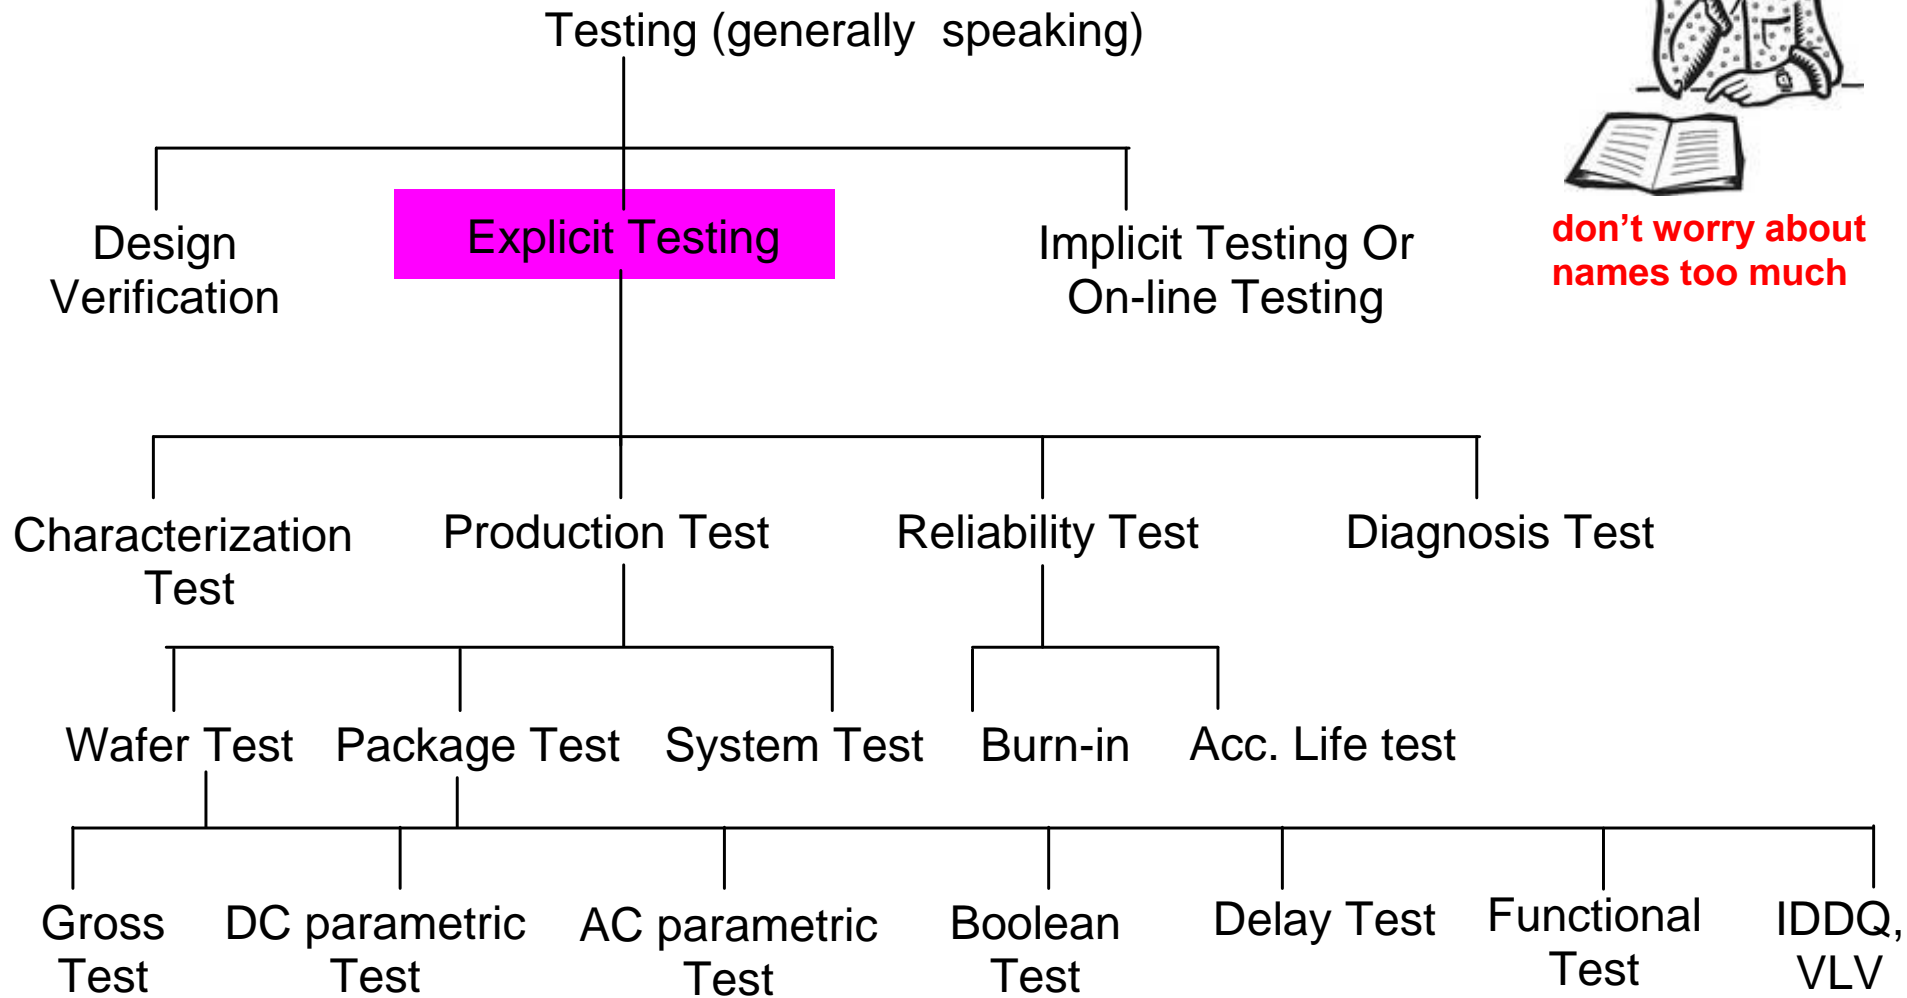 Testing (generally speaking)
Design
Verification
Explicit Testing
Implicit Testing Or
On-line Testing
don't worry about
names too much
Characterization
Test
Production Test
Reliability Test
Diagnosis Test
Wafer Test
Package Test
System Test
Burn-in
Acc. Life test
Gross
Test
DC parametric
Test
AC parametric
Test
Boolean
Test
Delay Test
Functional
Test
IDDQ,
VLV